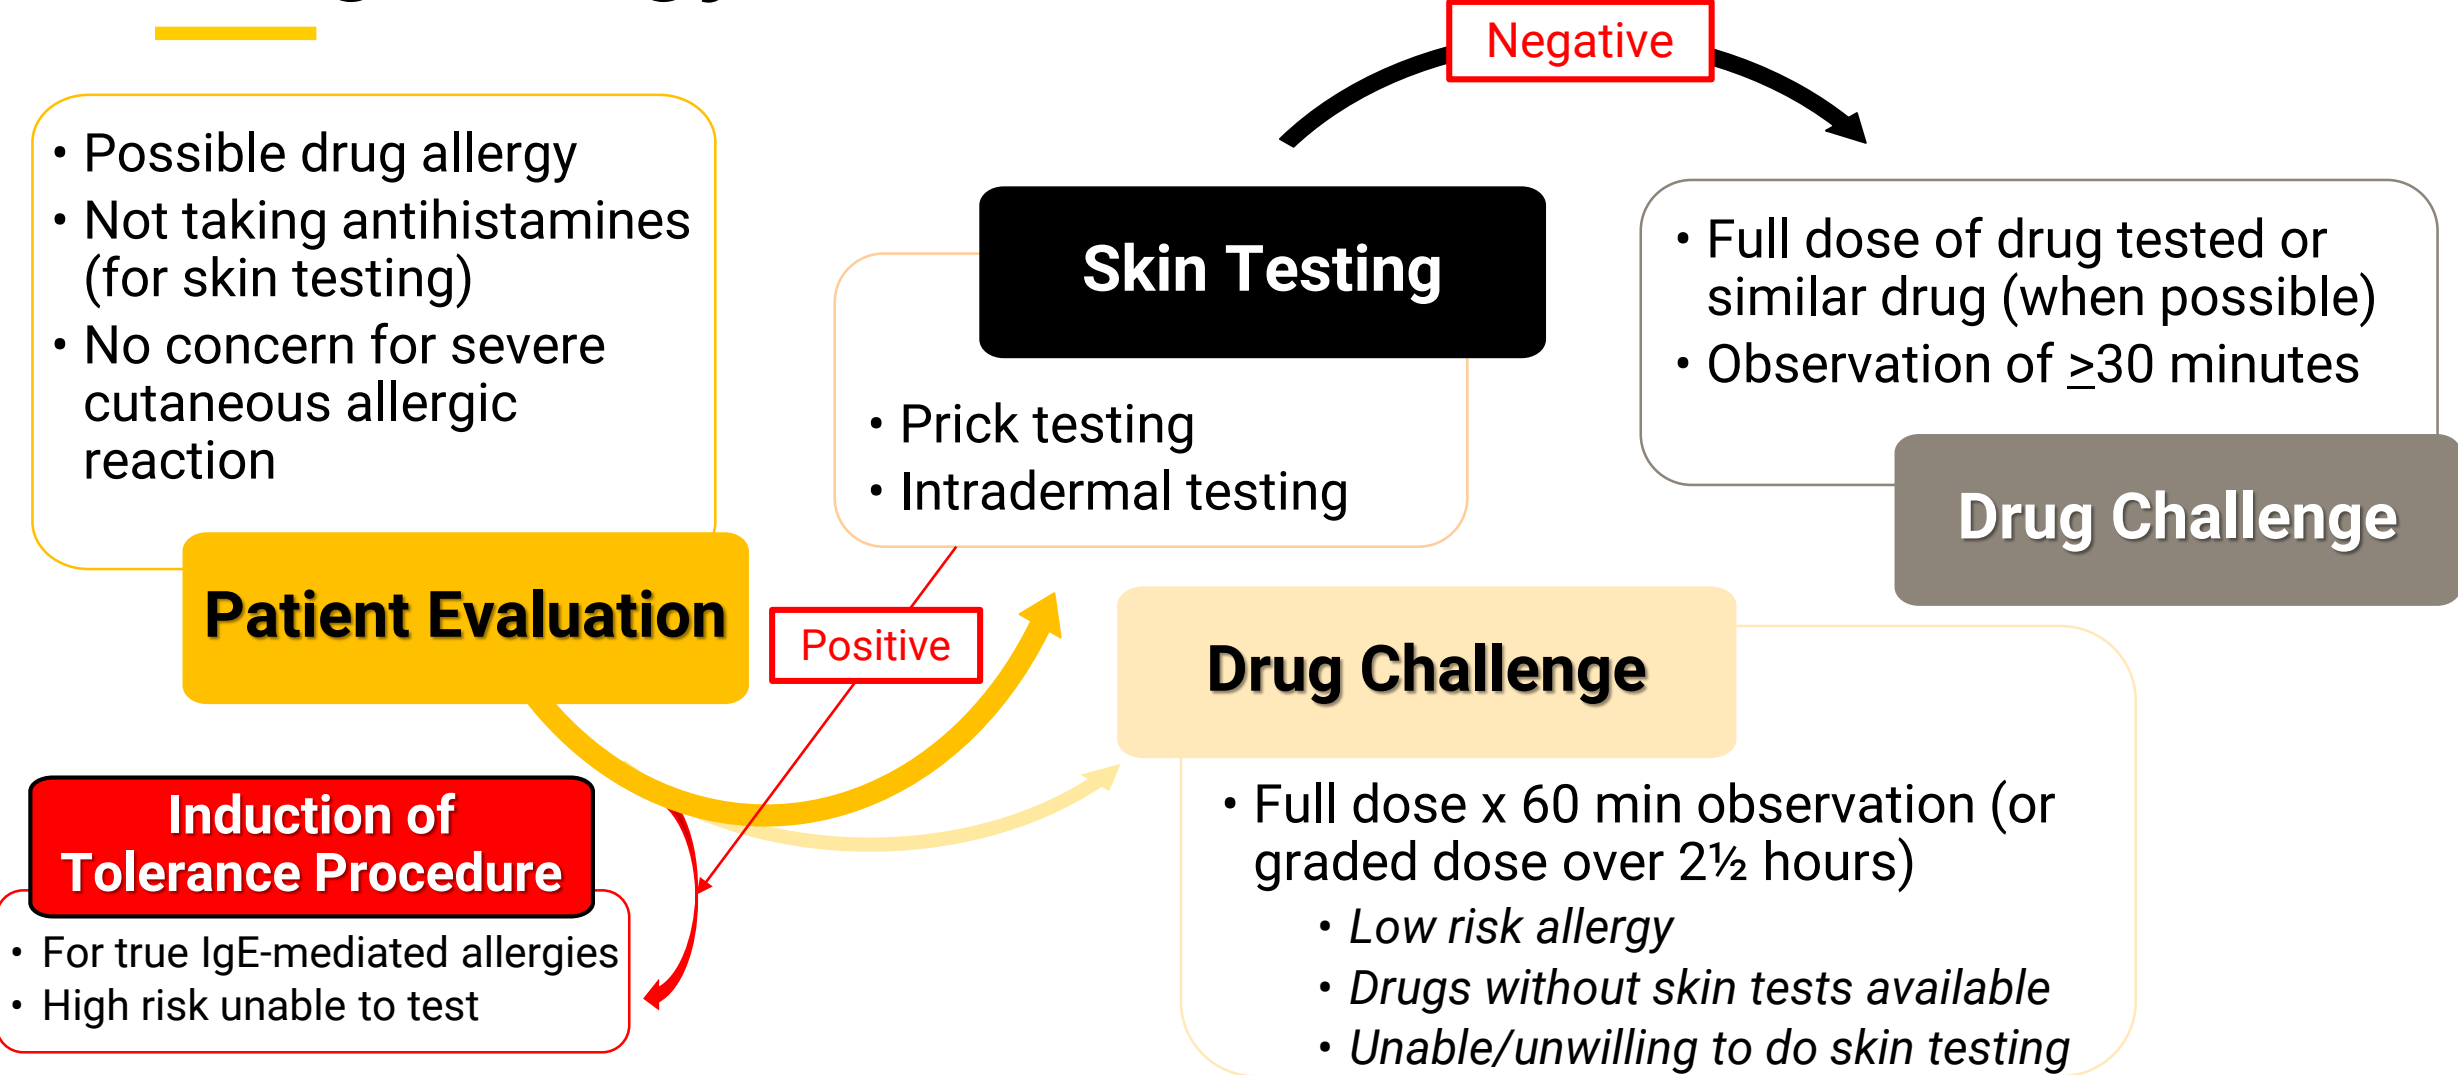 Negative
• Possible drug allergy
• Not taking antihistamines
(for skin testing)
• No concern for severe
cutaneous allergic
reaction
Patient Evaluation
Skin Testing
• Prick testing
• Intradermal testing
• Full dose of drug tested or
similar drug (when possible)
• Observation of >30 minutes
Drug Challenge
Positive
Drug Challenge
• Full dose x 60 min observation (or
graded dose over 2½ hours)
• Low risk allergy
• Drugs without skin tests available
• Unable/unwilling to do skin testing
Induction of
Tolerance Procedure
• For true IgE-mediated allergies
• High risk unable to test